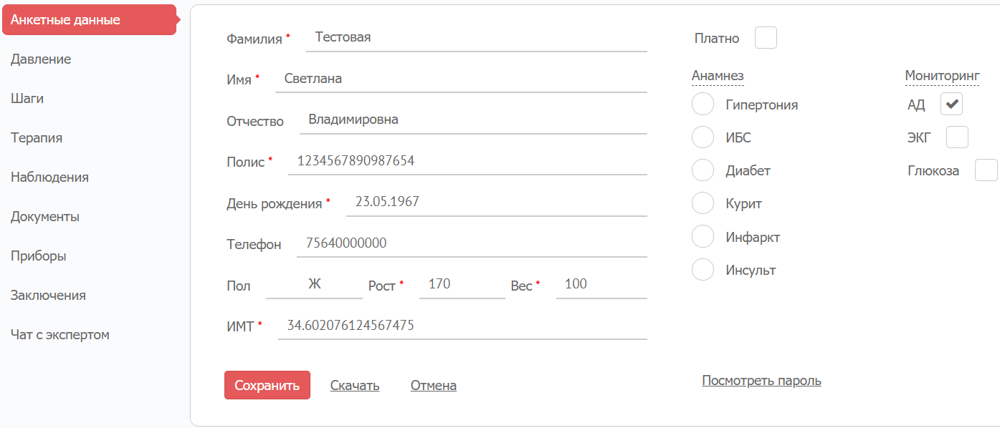 Анкетные данные
Давление
Шаги
Терапия
Наблюдения
Документы
Приборы
Заключения
Чат с экспертом
Фамилия * Тестовая
Имя * Светлана
Отчество Владимировна
Полис * 1234567890987654
День рождения * 23.05.1967
Телефон 75640000000
Пол Ж Рост * 170 Вес * 100
ИМТ * 34.602076124567475
Сохранить Скачать Отмена
Платно
Анамнез
Гипертония
ИБС
Диабет
Курит
Инфаркт
Инсульт
Мониторинг
АД
ЭКГ
Глюкоза
Посмотреть пароль